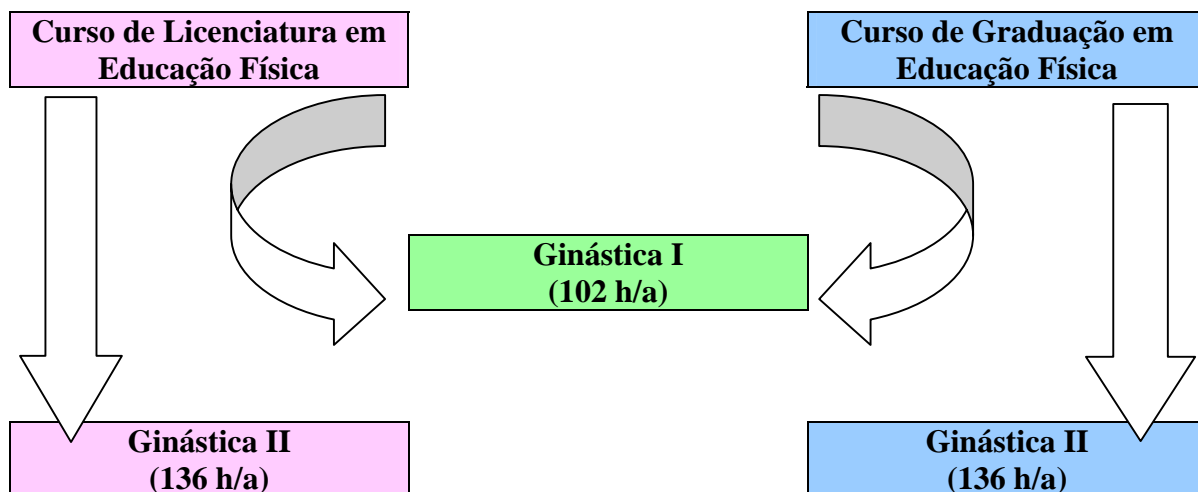 Curso de Licenciatura em
Educação Física
Curso de Graduação em
Educação Física
Ginástica I
(102 h/a)
Ginástica II
(136 h/a)
Ginástica II
(136 h/a)